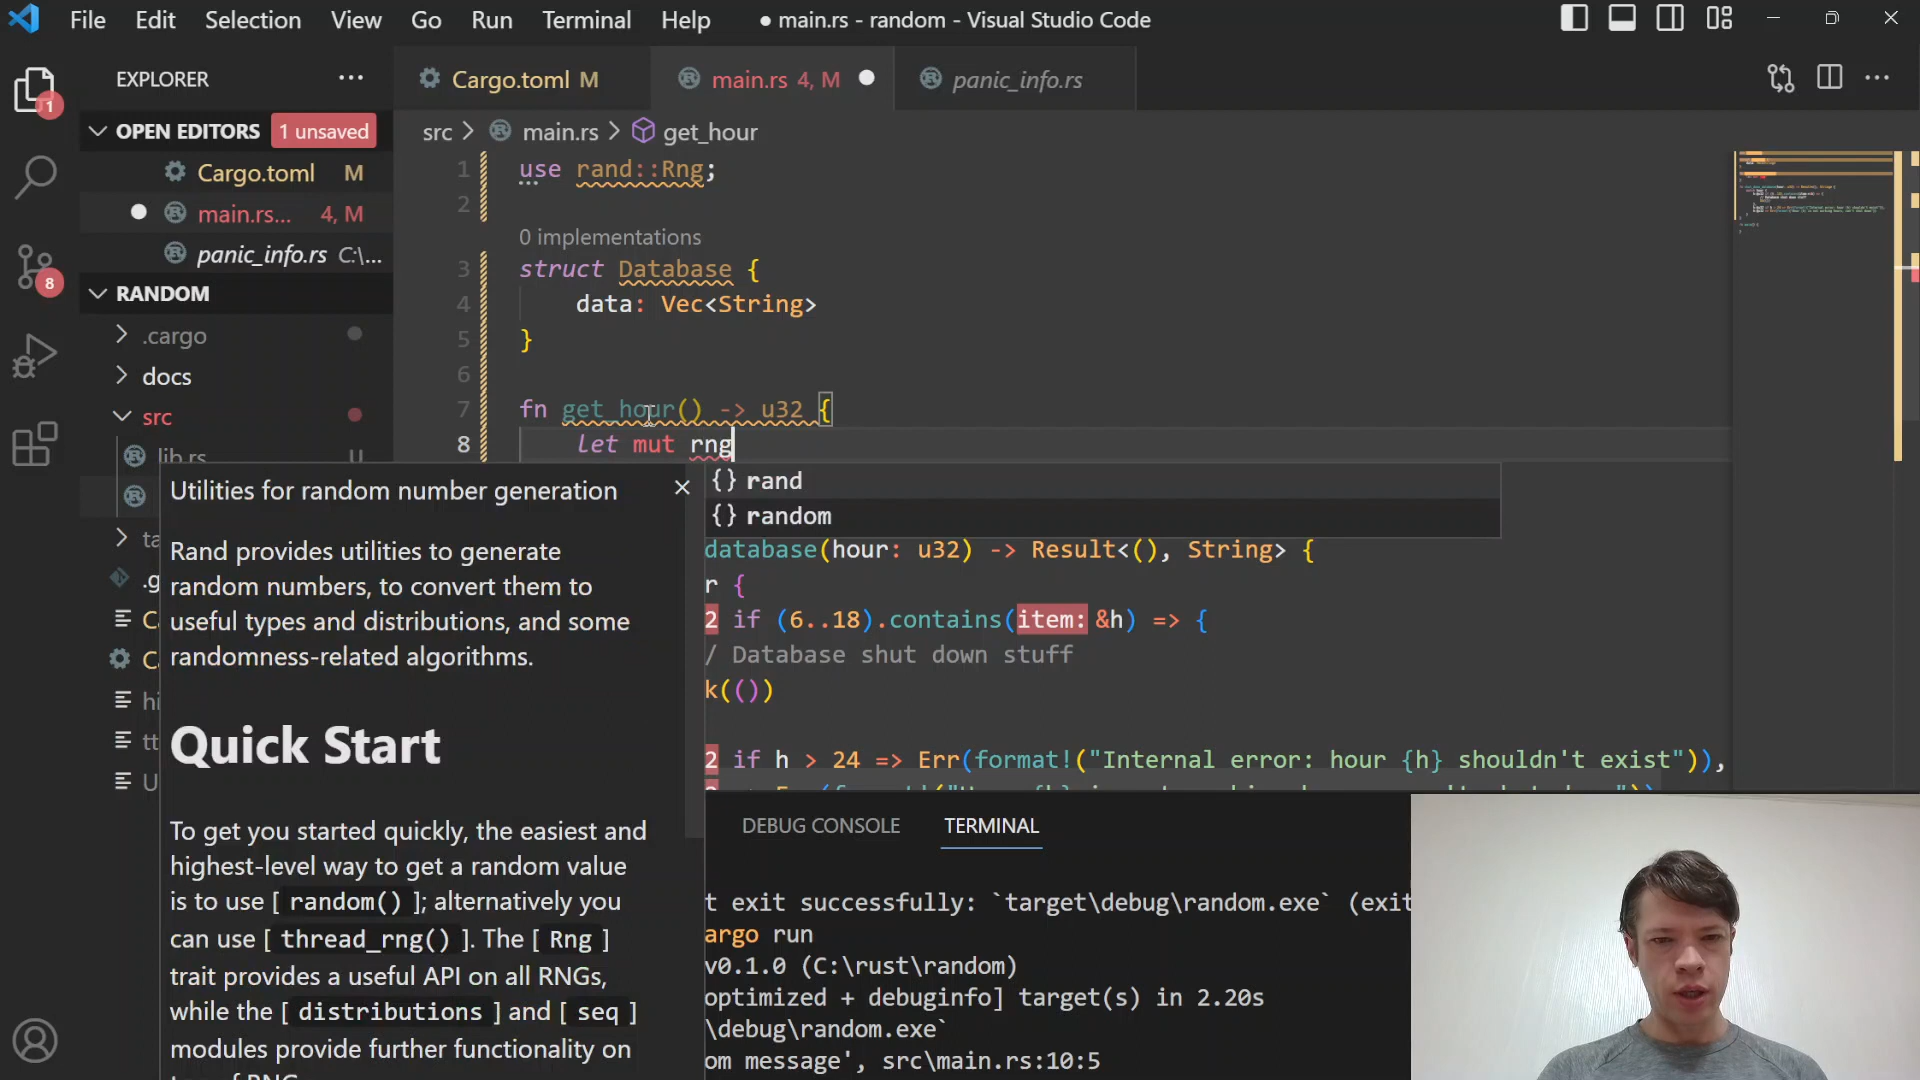 File Edit Selection View Go Run Terminal Help ● main.rs - random - Visual Studio Code
EXPLORER ...
Cargo.toml M main.rs 4, M panic_info.rs
OPEN EDITORS 1 unsaved
src > main.rs > get_hour
Cargo.toml M
main.rs... 4, M
panic_info.rs C:\...
RANDOM
.cargo
docs
src
lib.rs U
1
8
1 use rand::Rng;
2
0 implementations
3 struct Database {
4 data: Vec<String>
5 }
6
7 fn get_hour() -> u32 {
8 let mut rng
rand
random
Utilities for random number generation
Rand provides utilities to generate
random numbers, to convert them to
useful types and distributions, and some
randomness-related algorithms.
Quick Start
To get you started quickly, the easiest and
highest-level way to get a random value
is to use [ random() ]; alternatively you
can use [ thread_rng() ]. The [ Rng ]
trait provides a useful API on all RNGs,
while the [ distributions ] and [ seq ]
modules provide further functionality on
database(hour: u32) -> Result<(), String> {
r {
2 if (6..18).contains(item: &h) => {
/ Database shut down stuff
k(())
2 if h > 24 => Err(format!("Internal error: hour {h} shouldn't exist")),
DEBUG CONSOLE TERMINAL
t exit successfully: `target\debug\random.exe` (exit
argo run
v0.1.0 (C:\rust\random)
optimized + debuginfo] target(s) in 2.20s
\debug\random.exe`
om message', src\main.rs:10:5